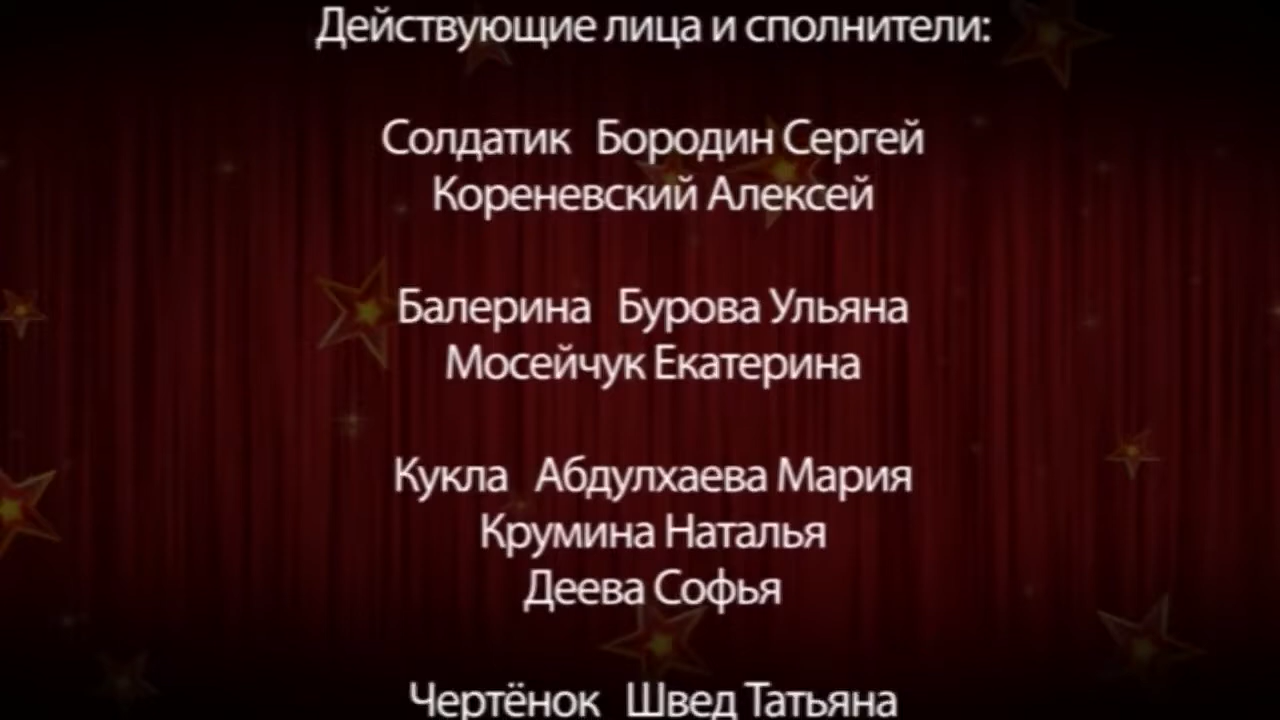 Действующие лица и сполнители:
Солдатик Бородин Сергей
Кореневский Алексей
Балерина Бурова Ульяна
Мосейчук Екатерина
Кукла Абдулхаева Мария
Крумина Наталья
Деева Софья
Чертёнок Швед Татьяна